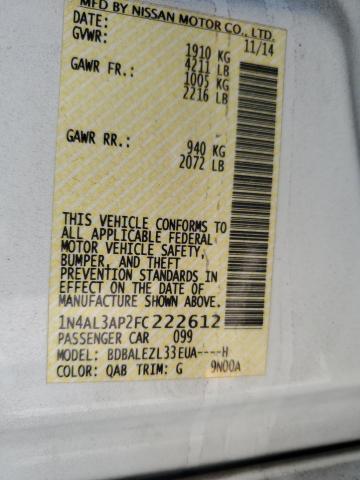 MFD BY NISSAN MOTOR CO., LTD.
DATE: 11/14
GVWR: 1910 KG
4211 LB
GAWR FR.: 1005 KG
2216 LB
GAWR RR.: 940 KG
2072 LB
THIS VEHICLE CONFORMS TO
ALL APPLICABLE FEDERAL
MOTOR VEHICLE SAFETY,
BUMPER, AND THEFT
PREVENTION STANDARDS IN
EFFECT ON THE DATE OF
MANUFACTURE SHOWN ABOVE.
1N4AL3AP2FC222612
PASSENGER CAR 099
MODEL: BDBALEZL33EUA----H
COLOR: QAB TRIM: G 9N00A